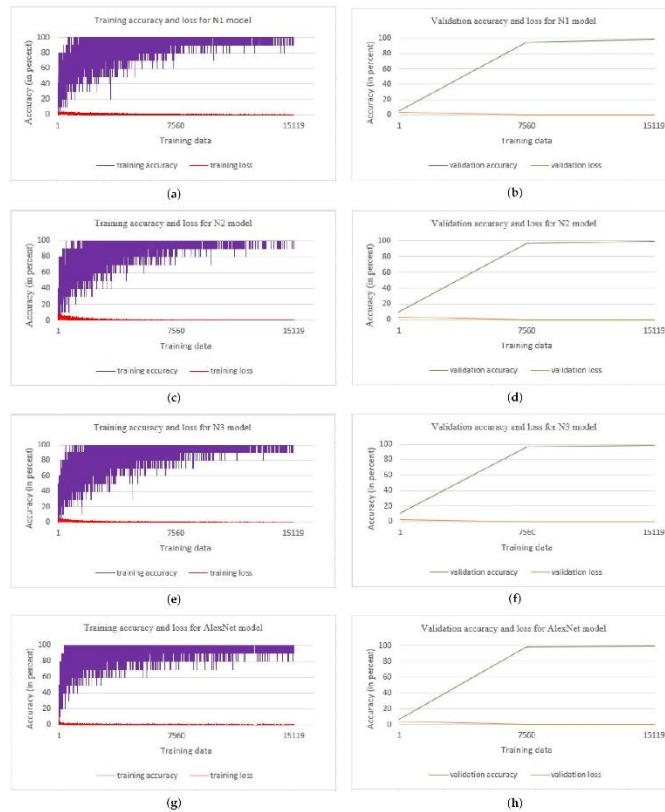 Training accuracy and loss for N1 model
Accuracy (in percent)
100
80
60
40
20
0
1
7560
15119
Training data
training accuracy
training loss
(a)
Validation accuracy and loss for N1 model
Accuracy (in percent)
100
80
60
40
20
0
1
7560
15119
Training data
validation accuracy
validation loss
(b)
Training accuracy and loss for N2 model
Accuracy (in percent)
100
80
60
40
20
0
1
7560
15119
Training data
training accuracy
training loss
(c)
Validation accuracy and loss for N2 model
Accuracy (in percent)
100
80
60
40
20
0
1
7560
15119
Training data
validation accuracy
validation loss
(d)
Training accuracy and loss for N3 model
Accuracy (in percent)
100
80
60
40
20
0
1
7560
15119
Training data
training accuracy
training loss
(e)
Validation accuracy and loss for N3 model
Accuracy (in percent)
100
80
60
40
20
0
1
7560
15119
Training data
validation accuracy
validation loss
(f)
Training accuracy and loss for AlexNet model
Accuracy (in percent)
100
80
60
40
20
0
1
7560
15119
Training data
training accuracy
training loss
(g)
Validation accuracy and loss for AlexNet model
Accuracy (in percent)
100
80
60
40
20
0
1
7560
15119
Training data
validation accuracy
validation loss
(h)